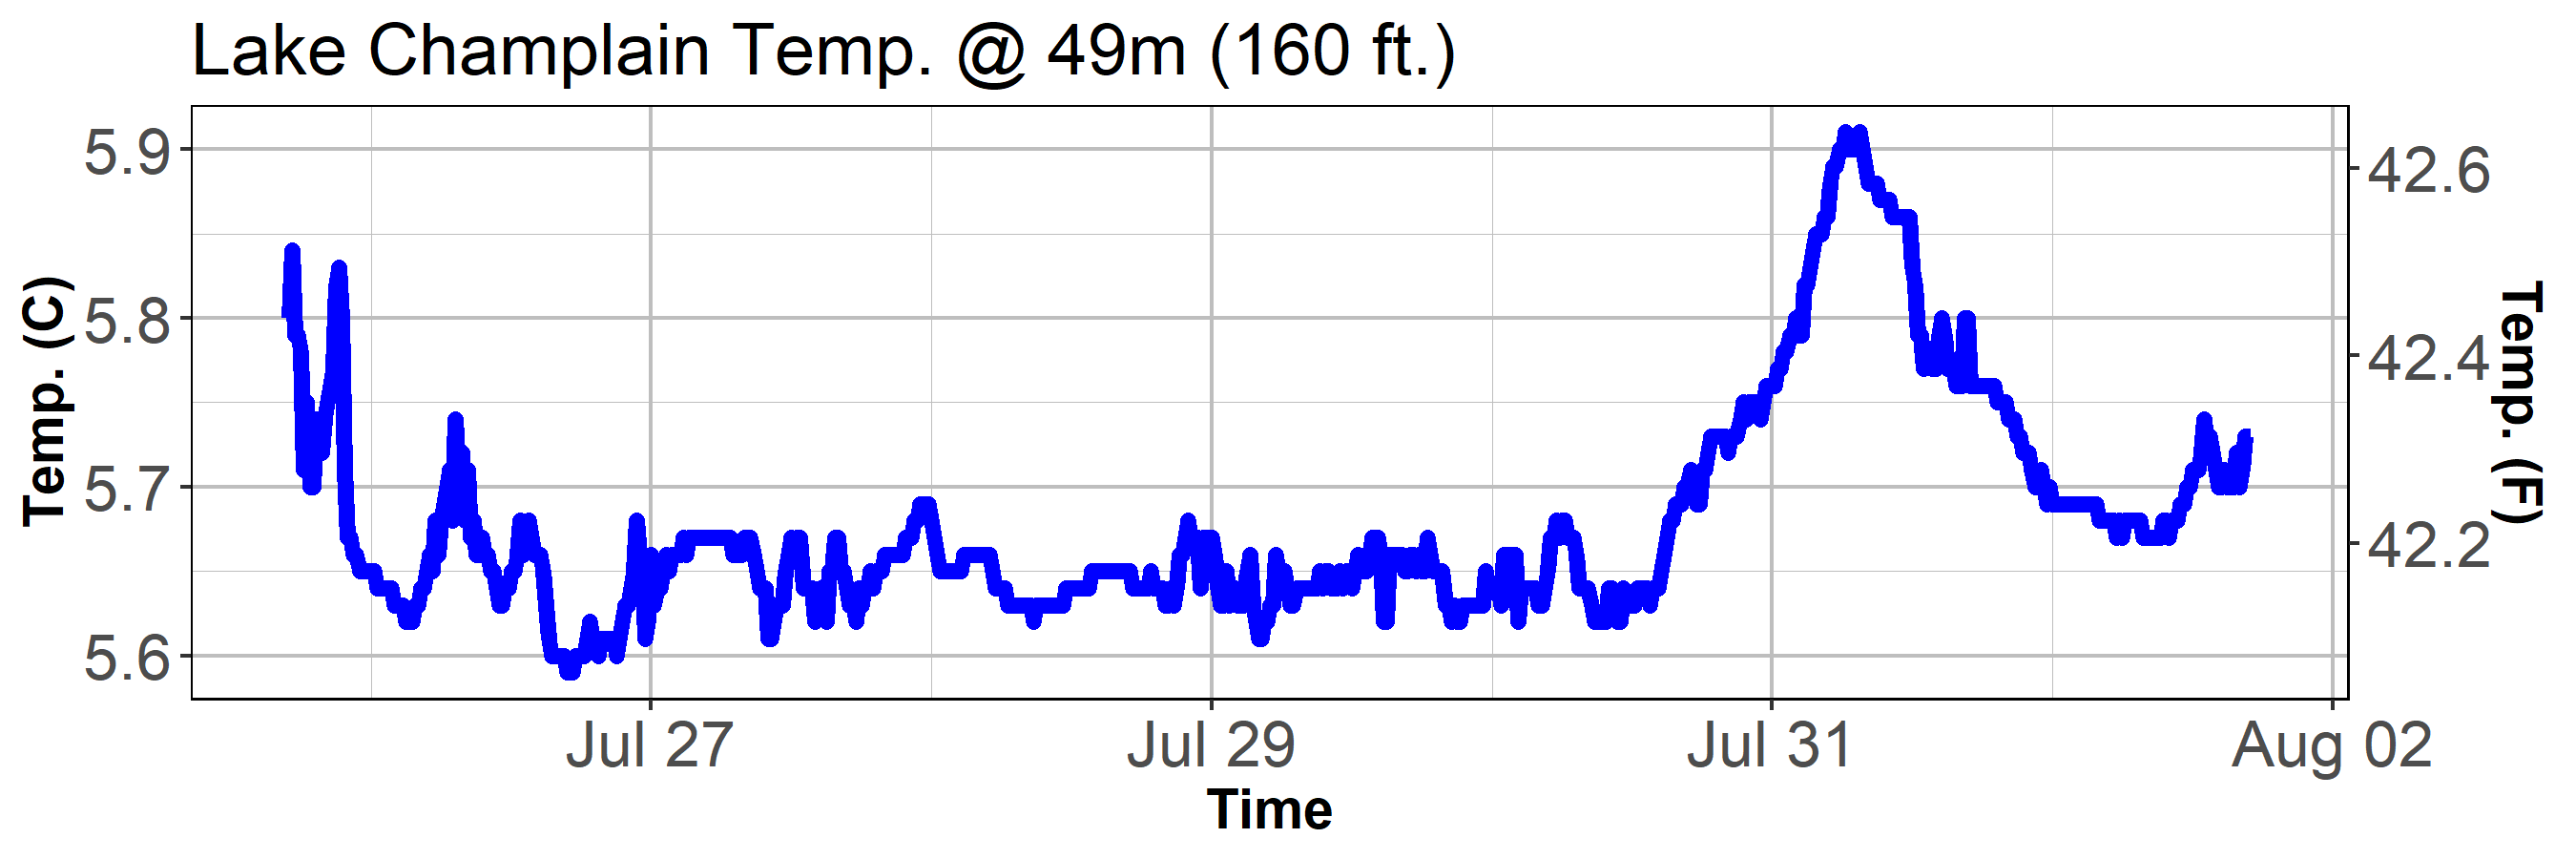 Lake Champlain Temp. @ 49m (160 ft.)
5.9
5.8
5.7
5.6
Temp. (C)
42.6
42.4
42.2
Temp. (F)
Jul 27
Jul 29
Jul 31
Aug 02
Time